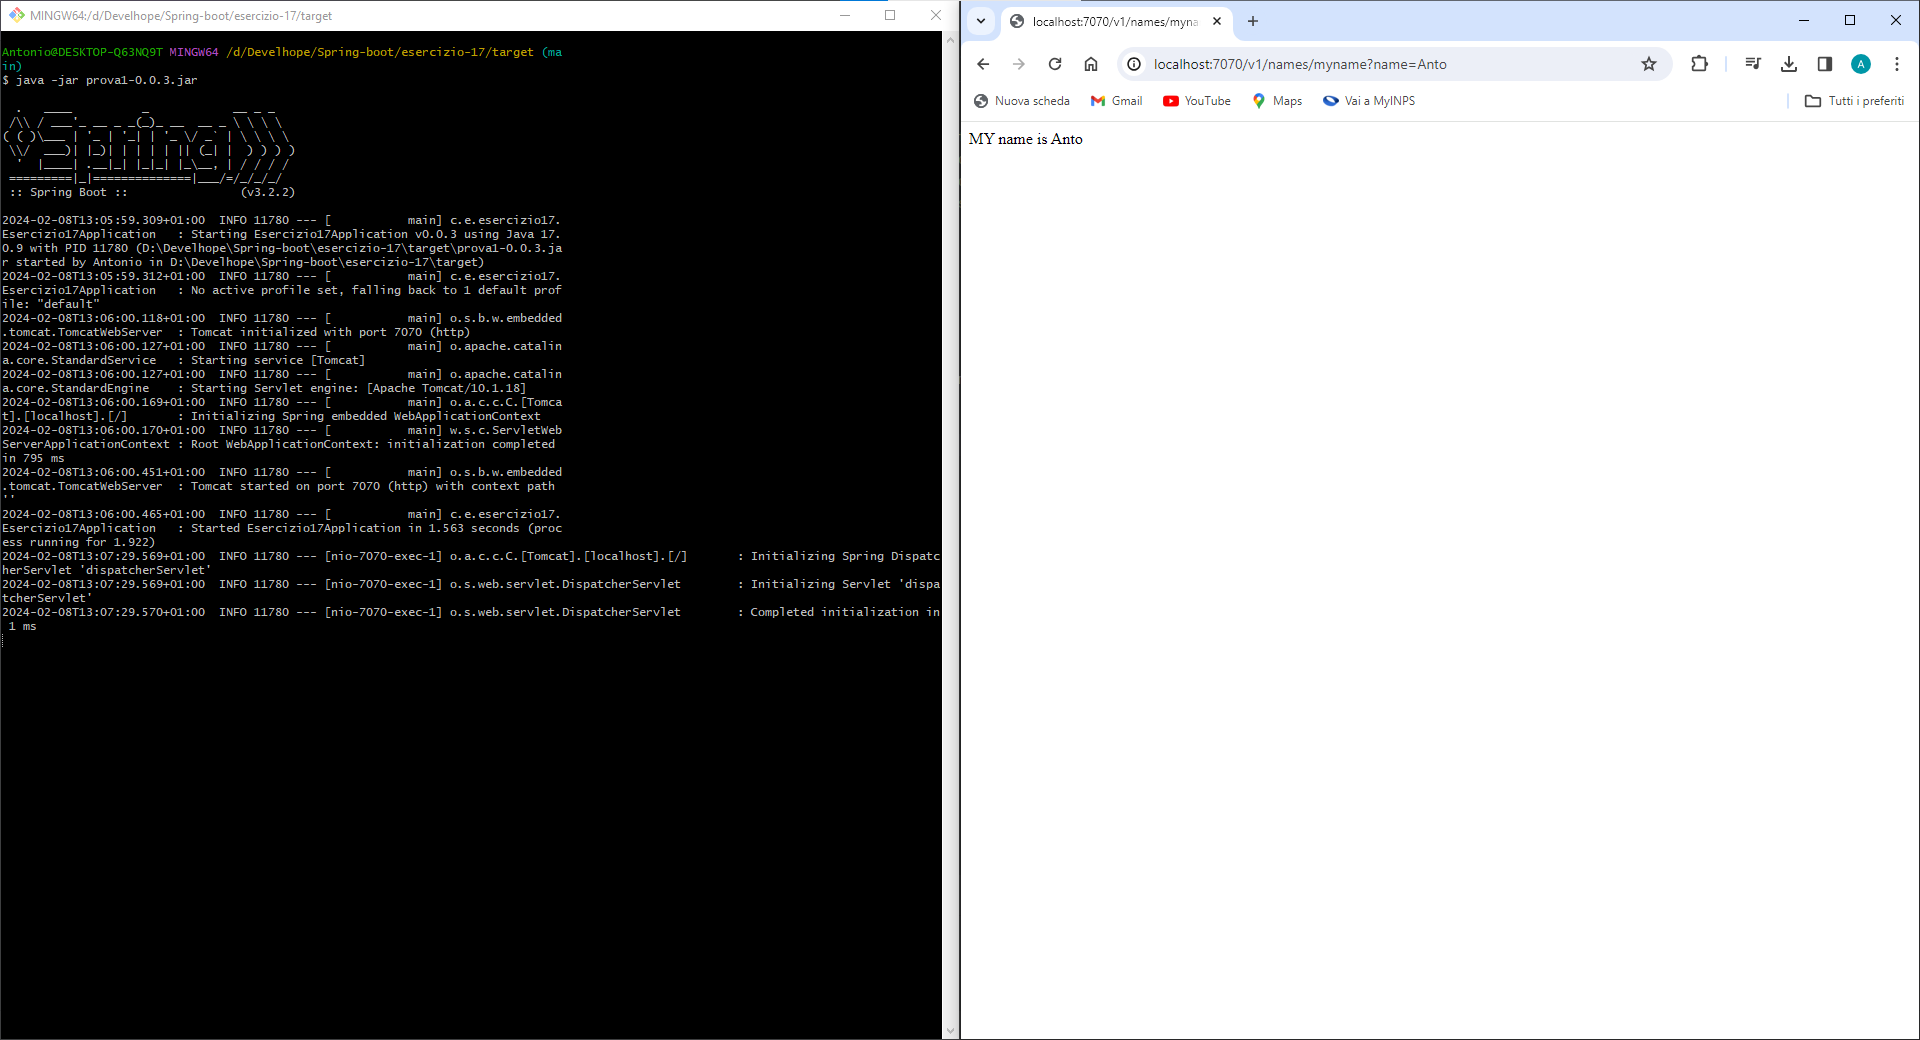 MINGW64:/d/Develhope/Spring-boot/esercizio-17/target
Antonio@DESKTOP-Q63NQ9T MINGW64 /d/Develhope/Spring-boot/esercizio-17/target (ma
in)
$ java -jar prova1-0.0.3.jar
:: Spring Boot ::                (v3.2.2)
2024-02-08T13:05:59.309+01:00  INFO 11780 --- [           main] c.e.esercizio17.
Esercizio17Application   : Starting Esercizio17Application v0.0.3 using Java 17.
0.9 with PID 11780 (D:\Develhope\Spring-boot\esercizio-17\target\prova1-0.0.3.ja
r started by Antonio in D:\Develhope\Spring-boot\esercizio-17\target)
2024-02-08T13:05:59.312+01:00  INFO 11780 --- [           main] c.e.esercizio17.
Esercizio17Application   : No active profile set, falling back to 1 default prof
ile: "default"
2024-02-08T13:06:00.118+01:00  INFO 11780 --- [           main] o.s.b.w.embedded
.tomcat.TomcatWebServer  : Tomcat initialized with port 7070 (http)
2024-02-08T13:06:00.127+01:00  INFO 11780 --- [           main] o.apache.catalin
a.core.StandardService   : Starting service [Tomcat]
2024-02-08T13:06:00.127+01:00  INFO 11780 --- [           main] o.apache.catalin
a.core.StandardEngine    : Starting Servlet engine: [Apache Tomcat/10.1.18]
2024-02-08T13:06:00.169+01:00  INFO 11780 --- [           main] o.a.c.c.C.[Tomca
t].[localhost].[/]       : Initializing Spring embedded WebApplicationContext
2024-02-08T13:06:00.170+01:00  INFO 11780 --- [           main] w.s.c.ServletWeb
ServerApplicationContext : Root WebApplicationContext: initialization completed
in 795 ms
2024-02-08T13:06:00.451+01:00  INFO 11780 --- [           main] o.s.b.w.embedded
.tomcat.TomcatWebServer  : Tomcat started on port 7070 (http) with context path
''
2024-02-08T13:06:00.465+01:00  INFO 11780 --- [           main] c.e.esercizio17.
Esercizio17Application   : Started Esercizio17Application in 1.563 seconds (proc
ess running for 1.922)
2024-02-08T13:07:29.569+01:00  INFO 11780 --- [nio-7070-exec-1] o.a.c.c.C.[Tomcat].[localhost].[/]       : Initializing Spring Dispatc
herServlet 'dispatcherServlet'
2024-02-08T13:07:29.569+01:00  INFO 11780 --- [nio-7070-exec-1] o.s.web.servlet.DispatcherServlet        : Initializing Servlet 'dispa
tcherServlet'
2024-02-08T13:07:29.570+01:00  INFO 11780 --- [nio-7070-exec-1] o.s.web.servlet.DispatcherServlet        : Completed initialization in
1 ms
localhost:7070/v1/names/myna
localhost:7070/v1/names/myname?name=Anto
A
Nuova scheda
Gmail
YouTube
Maps
Vai a MyINPS
Tutti i preferiti
MY name is Anto